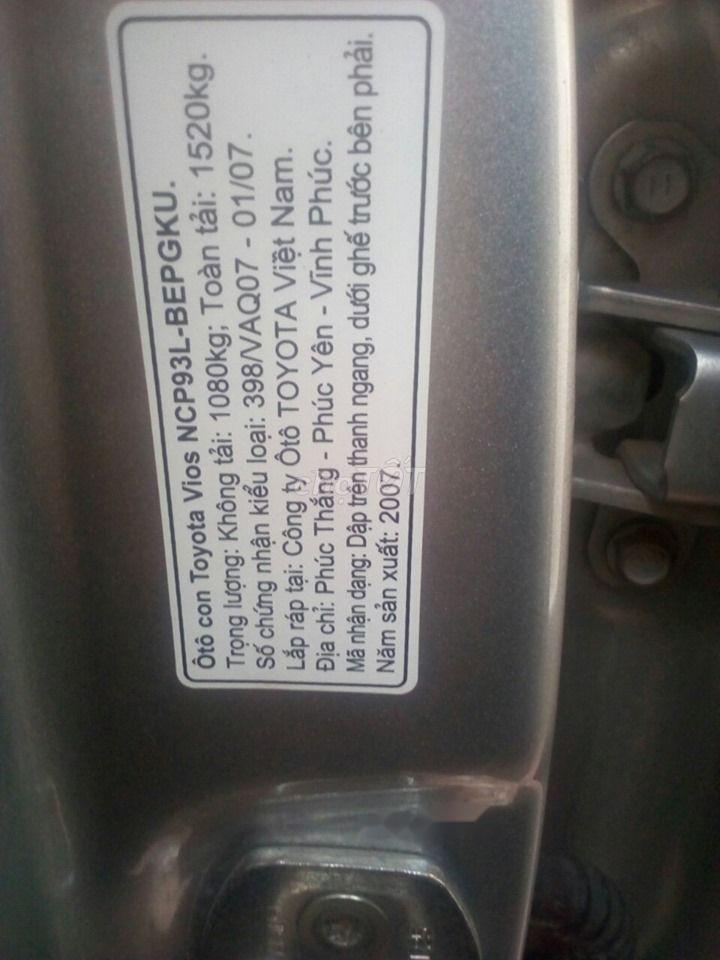 Ôtô con Toyota Vios NCP93L-BEPGKU.
Trọng lượng: Không tải: 1080kg; Toàn tải: 1520kg.
Số chứng nhận kiểu loại: 398/VAQ07 - 01/07.
Lắp ráp tại: Công ty Ôtô TOYOTA Việt Nam.
Địa chỉ: Phúc Thắng - Phúc Yên - Vĩnh Phúc.
Mã nhận dạng: Dập trên thanh ngang, dưới ghế trước bên phải.
Năm sản xuất: 2007.
chợTỐT